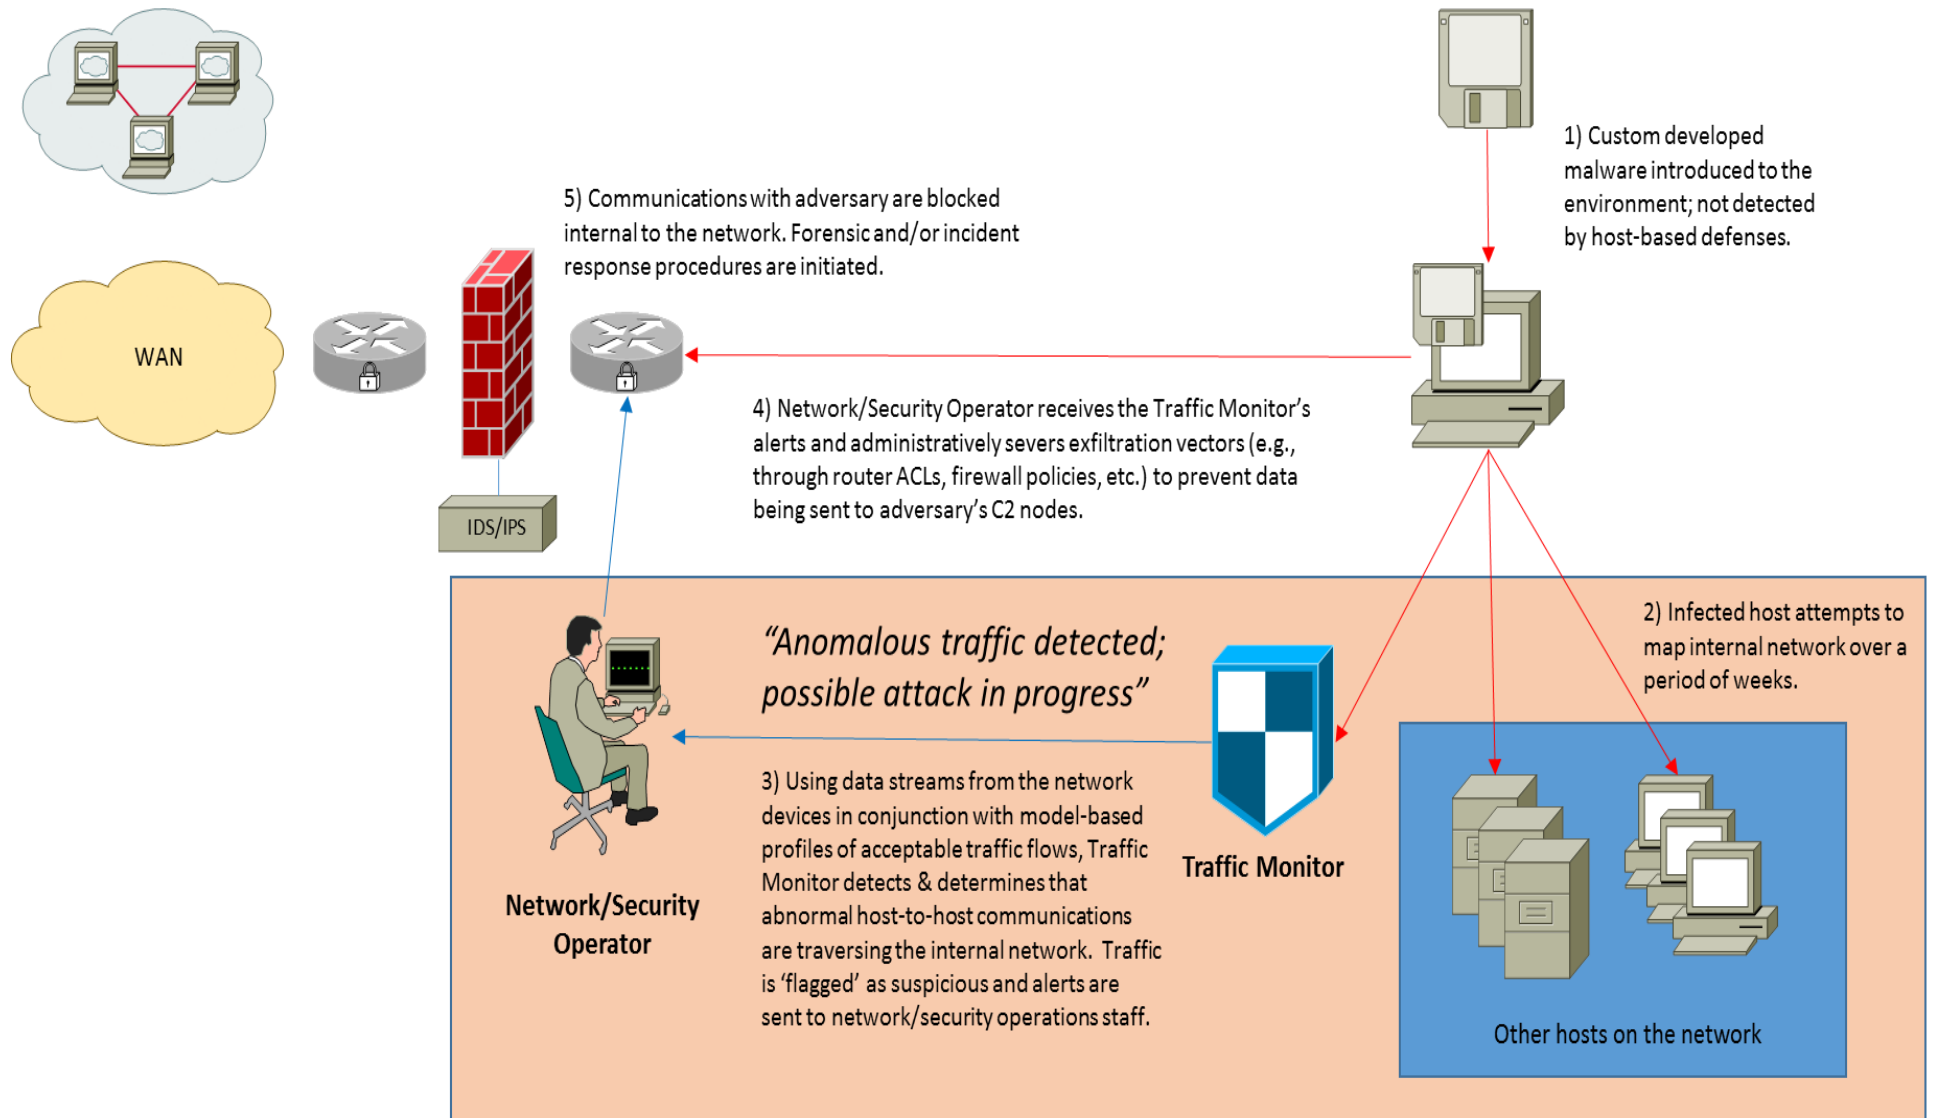 1) Custom developed
malware introduced to the
environment; not detected
by host-based defenses.
5) Communications with adversary are blocked
internal to the network. Forensic and/or incident
response procedures are initiated.
WAN
4) Network/Security Operator receives the Traffic Monitor's
alerts and administratively severs exfiltration vectors (e.g.,
through router ACLs, firewall policies, etc.) to prevent data
being sent to adversary's C2 nodes.
IDS/IPS
2) Infected host attempts to
map internal network over a
period of weeks.
“Anomalous traffic detected;
possible attack in progress”
3) Using data streams from the network
devices in conjunction with model-based
profiles of acceptable traffic flows, Traffic
Monitor detects & determines that
abnormal host-to-host communications
are traversing the internal network. Traffic
is ‘flagged’ as suspicious and alerts are
sent to network/security operations staff.
Traffic Monitor
Network/Security
Operator
Other hosts on the network